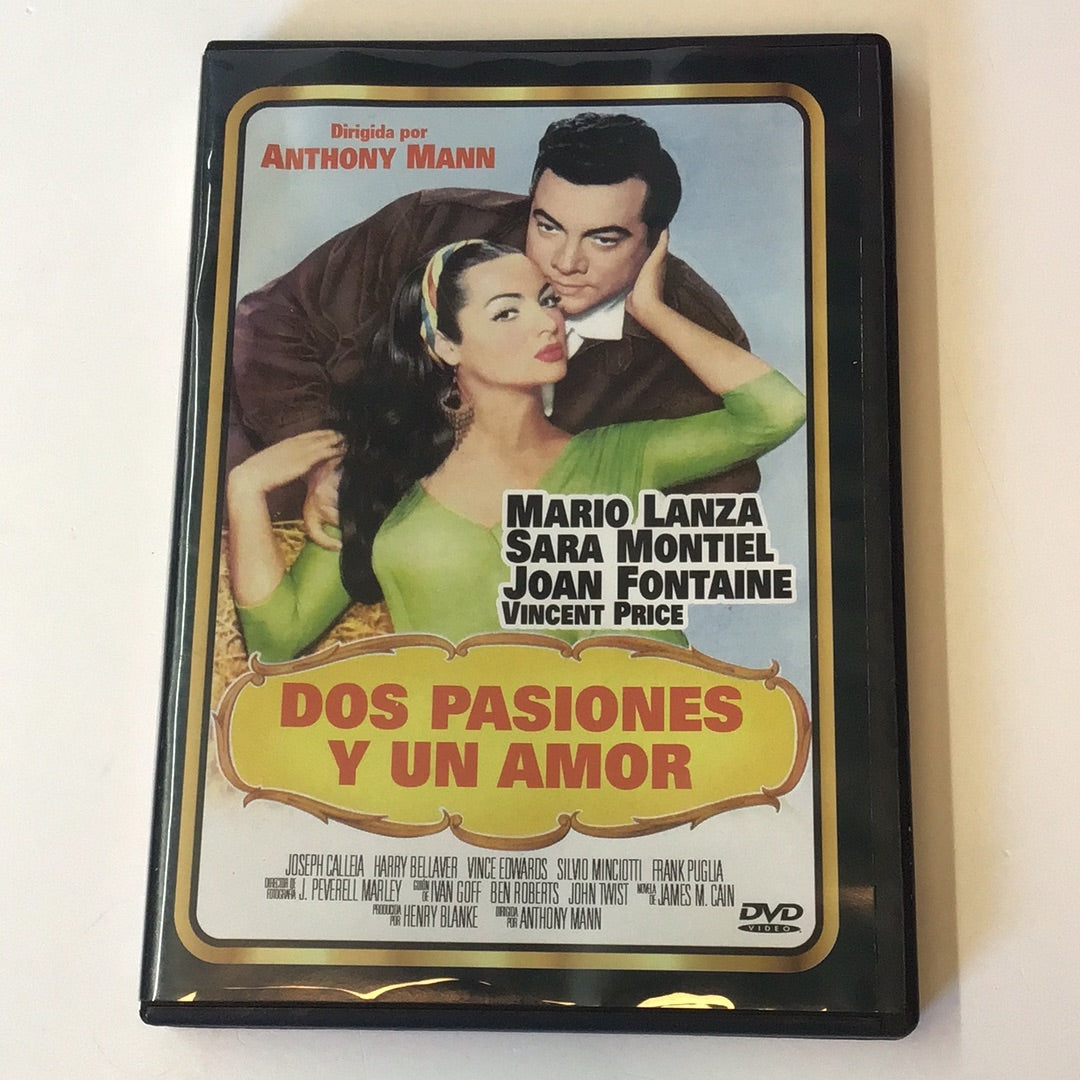 Dirigida por
ANTHONY MANN
MARIO LANZA
SARA MONTIEL
JOAN FONTAINE
VINCENT PRICE
DOS PASIONES
Y UN AMOR
JOSEPH CALLEIA HARRY BELLAVER VINCE EDWARDS SILVIO MINCIOTTI FRANK PUGLIA
DIRECTOR DE FOTOGRAFIA J. PEVERELL MARLEY GUIÓN DE IVAN GOFF BEN ROBERTS JOHN TWIST NOVELA DE JAMES M. CAIN
PRODUCIDA POR HENRY BLANKE DIRIGIDA POR ANTHONY MANN
DVD
VIDEO